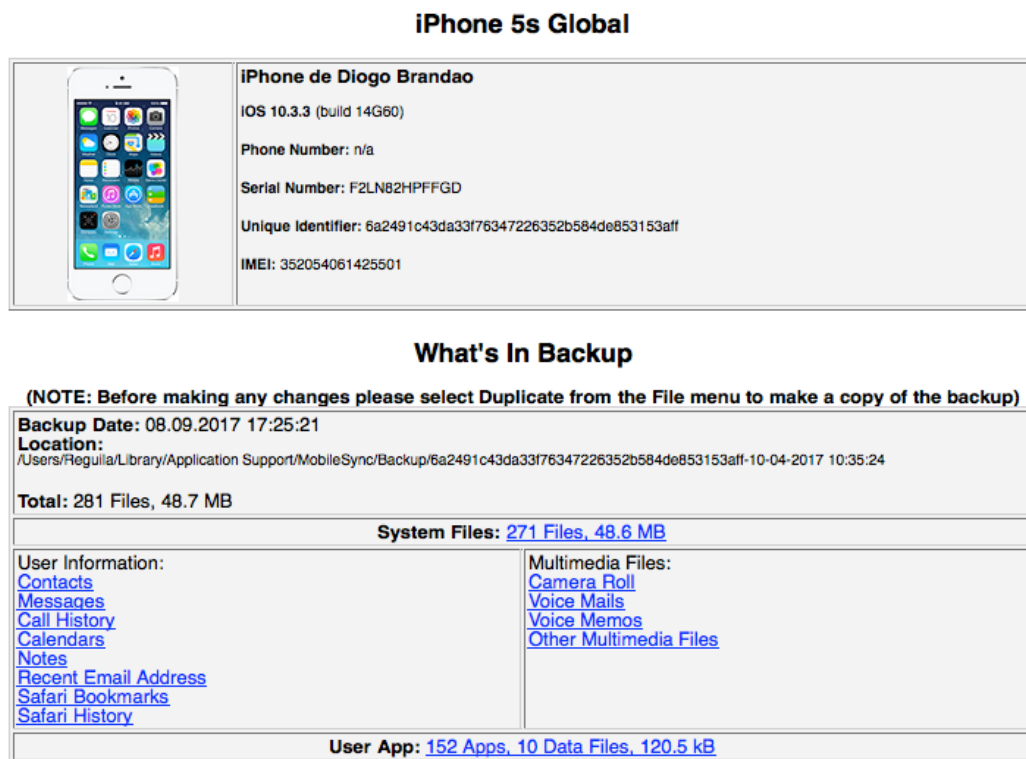 iPhone 5s Global
iPhone de Diogo Brandao
iOS 10.3.3 (build 14G60)
Phone Number: n/a
Serial Number: F2LN82HPFFGD
Unique Identifier: 6a2491c43da33f76347226352b584de853153aff
IMEI: 352054061425501
What's In Backup
(NOTE: Before making any changes please select Duplicate from the File menu to make a copy of the backup)
Backup Date: 08.09.2017 17:25:21
Location:
/Users/Reguila/Library/Application Support/MobileSync/Backup/6a2491c43da33f76347226352b584de853153aff-10-04-2017 10:35:24
Total: 281 Files, 48.7 MB
System Files: 271 Files, 48.6 MB
User Information:
Contacts
Messages
Call History
Calendars
Notes
Recent Email Address
Safari Bookmarks
Safari History
Multimedia Files:
Camera Roll
Voice Mails
Voice Memos
Other Multimedia Files
User App: 152 Apps, 10 Data Files, 120.5 kB